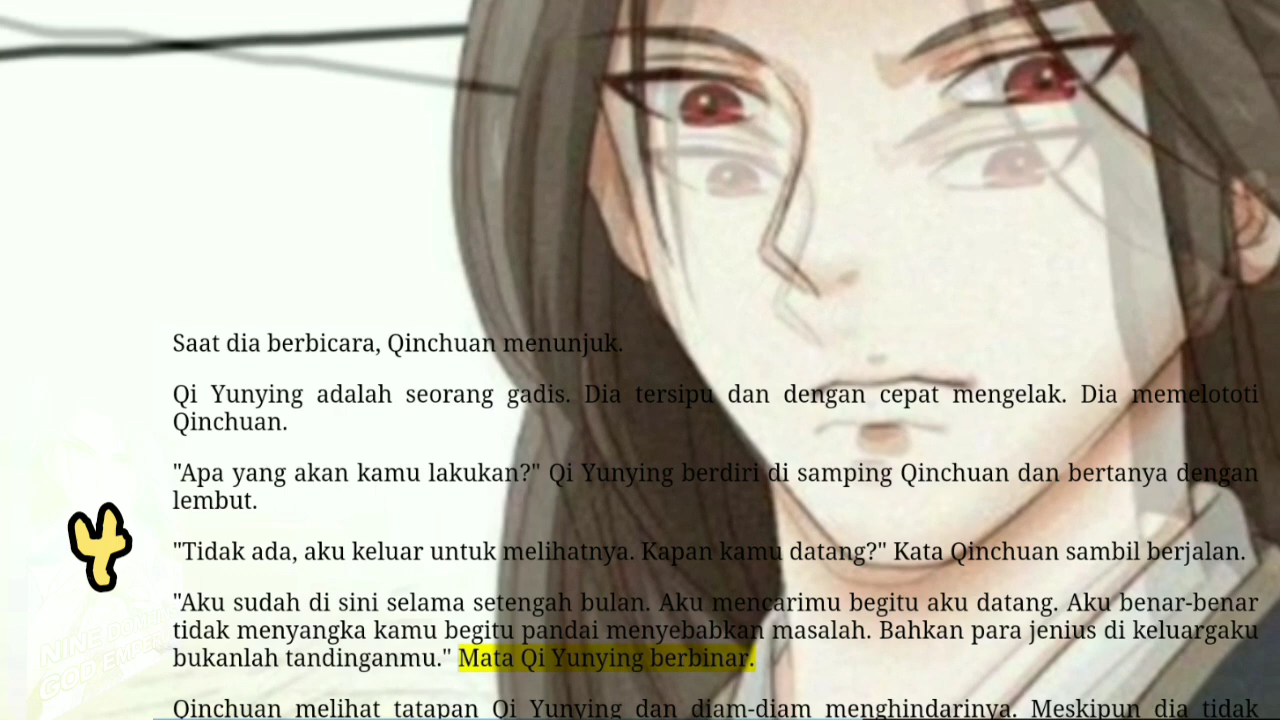 Saat dia berbicara, Qinchuan menunjuk.
Qi Yunying adalah seorang gadis. Dia tersipu dan dengan cepat mengelak. Dia memelototi
Qinchuan.
"Apa yang akan kamu lakukan?" Qi Yunying berdiri di samping Qinchuan dan bertanya dengan
lembut.
"Tidak ada, aku keluar untuk melihatnya. Kapan kamu datang?" Kata Qinchuan sambil berjalan.
"Aku sudah di sini selama setengah bulan. Aku mencarimu begitu aku datang. Aku benar-benar
tidak menyangka kamu begitu pandai menyebabkan masalah. Bahkan para jenius di keluargaku
bukanlah tandinganmu." Mata Qi Yunying berbinar.
Qinchuan melihat tatapan Qi Yunying dan diam-diam menghindarinya. Meskipun dia tidak
NINE
GOD EMPER